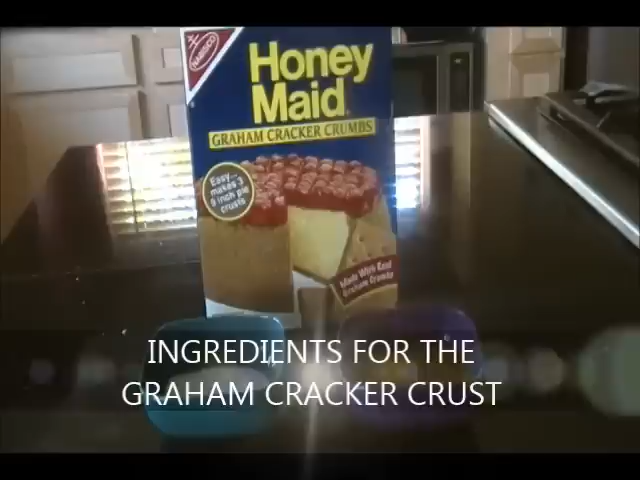 NABISCO
Honey
Maid
GRAHAM CRACKER CRUMBS
Easy...
makes 3
9 inch pie
crusts
Made With Real
Graham Crumbs
INGREDIENTS FOR THE
GRAHAM CRACKER CRUST